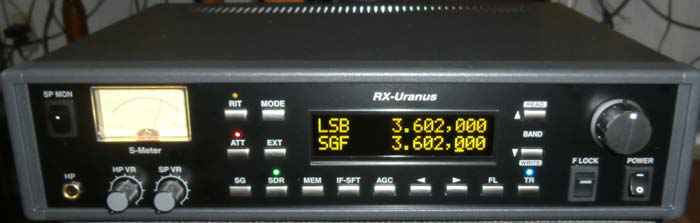 SP MON
S-Meter
HP
HP VR
SP VR
RIT
MODE
ATT
EXT
SG
SDR
MEM
IF-SFT
AGC
FL
TR
RX-Uranus
LSB 3.602,000
SGF 3.602,000
READ
BAND
WRITE
F LOCK
POWER